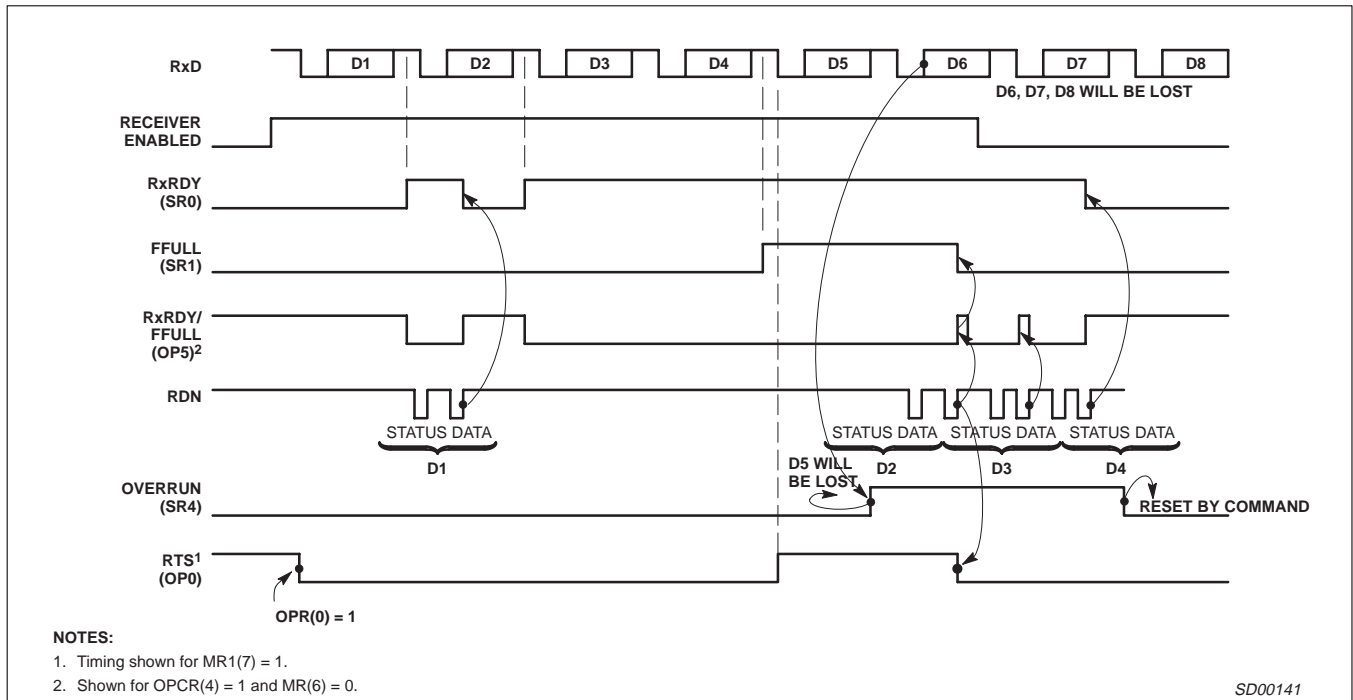 RxD
D1 D2 D3 D4 D5 D6 D7 D8
D6, D7, D8 WILL BE LOST
RECEIVER
ENABLED
RxRDY
(SR0)
FFULL
(SR1)
RxRDY/
FFULL
(OP5)2
RDN
STATUS DATA STATUS DATA STATUS DATA STATUS DATA
D1 D2 D3 D4
D5 WILL
BE LOST
OVERRUN
(SR4)
RESET BY COMMAND
RTS1
(OP0)
OPR(0) = 1
NOTES:
1. Timing shown for MR1(7) = 1.
2. Shown for OPCR(4) = 1 and MR(6) = 0.
SD00141